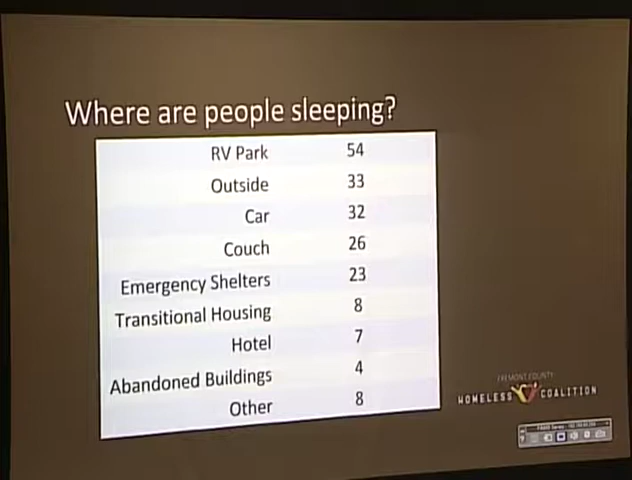 Where are people sleeping?
RV Park 54
Outside 33
Car 32
Couch 26
Emergency Shelters 23
Transitional Housing 8
Hotel 7
Abandoned Buildings 4
Other 8
FREMONT COUNTY
HOMELESS COALITION